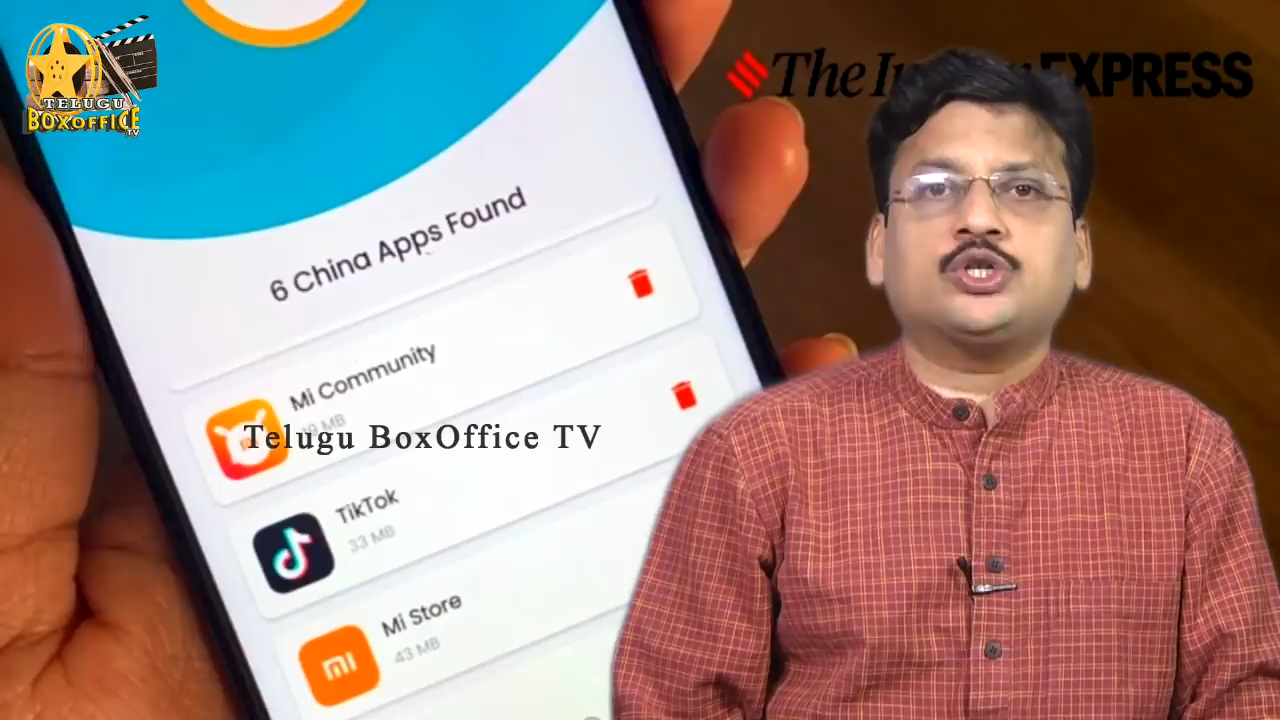 TELUGU
BOXOFFICE
TV
The Indian EXPRESS
6 China Apps Found
Mi Community
Telugu BoxOffice TV
TikTok
33 MB
Mi Store
43 MB